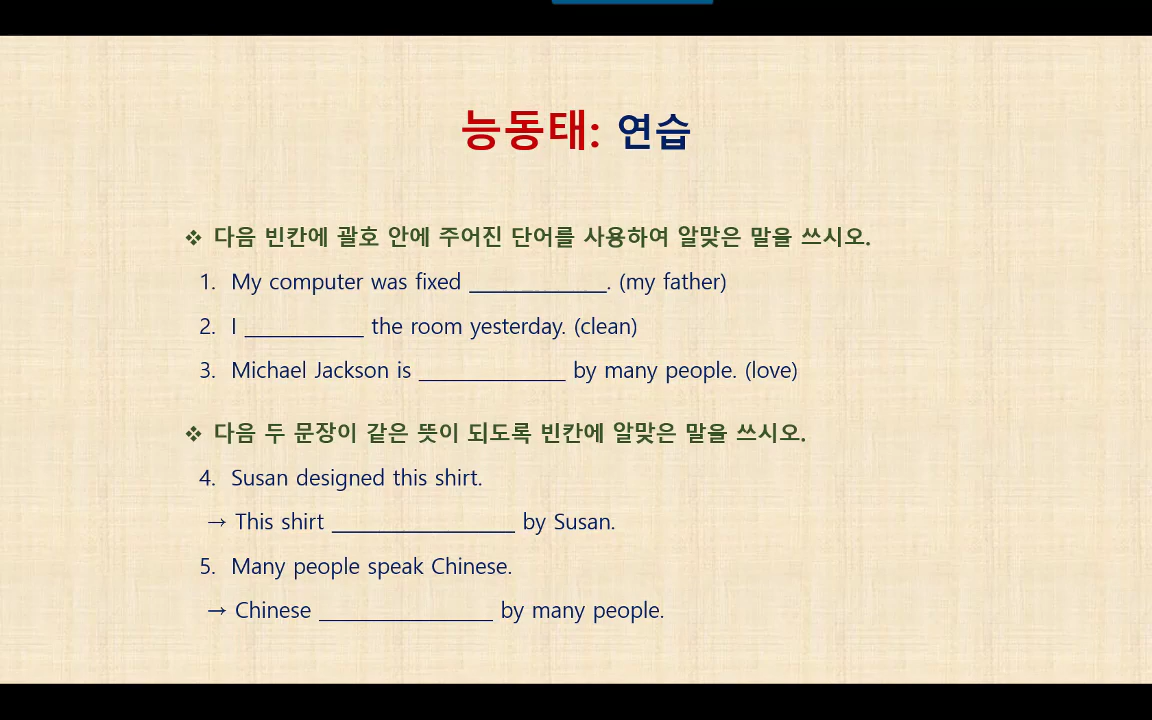 능동태: 연습
❖ 다음 빈칸에 괄호 안에 주어진 단어를 사용하여 알맞은 말을 쓰시오.
1. My computer was fixed ____________. (my father)
2. I __________ the room yesterday. (clean)
3. Michael Jackson is _____________ by many people. (love)
❖ 다음 두 문장이 같은 뜻이 되도록 빈칸에 알맞은 말을 쓰시오.
4. Susan designed this shirt.
→ This shirt ________________ by Susan.
5. Many people speak Chinese.
→ Chinese _______________ by many people.